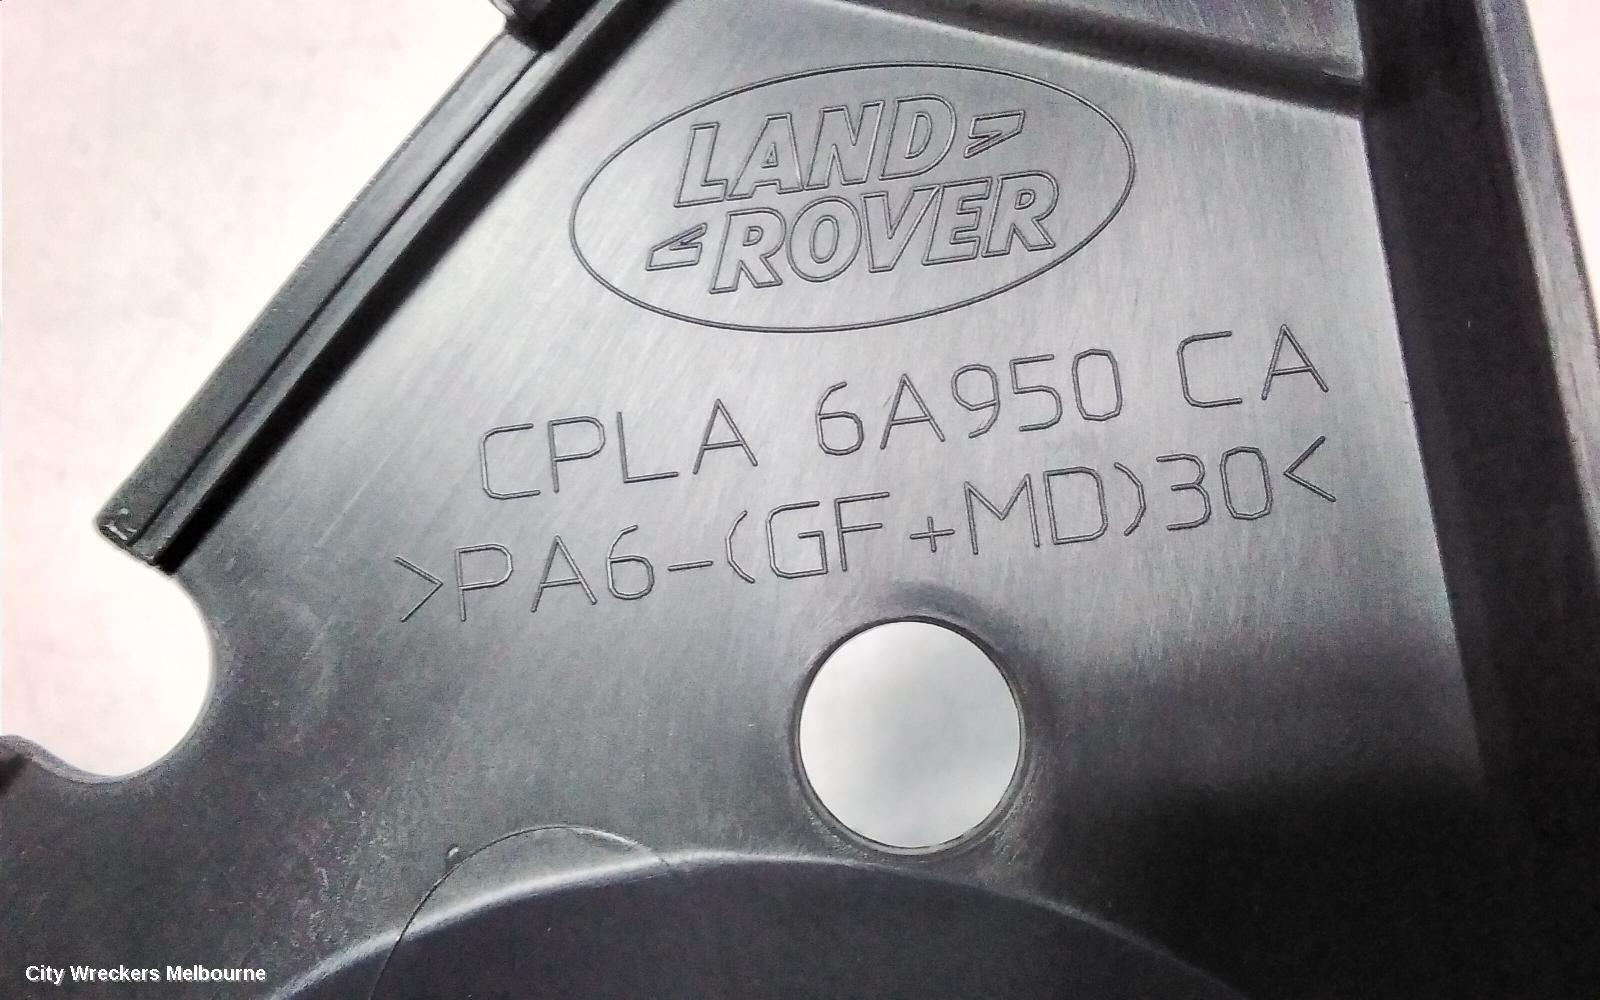 LAND
ROVER
CPLA 6A950 CA
>PA6-(GF+MD)30<
City Wreckers Melbourne